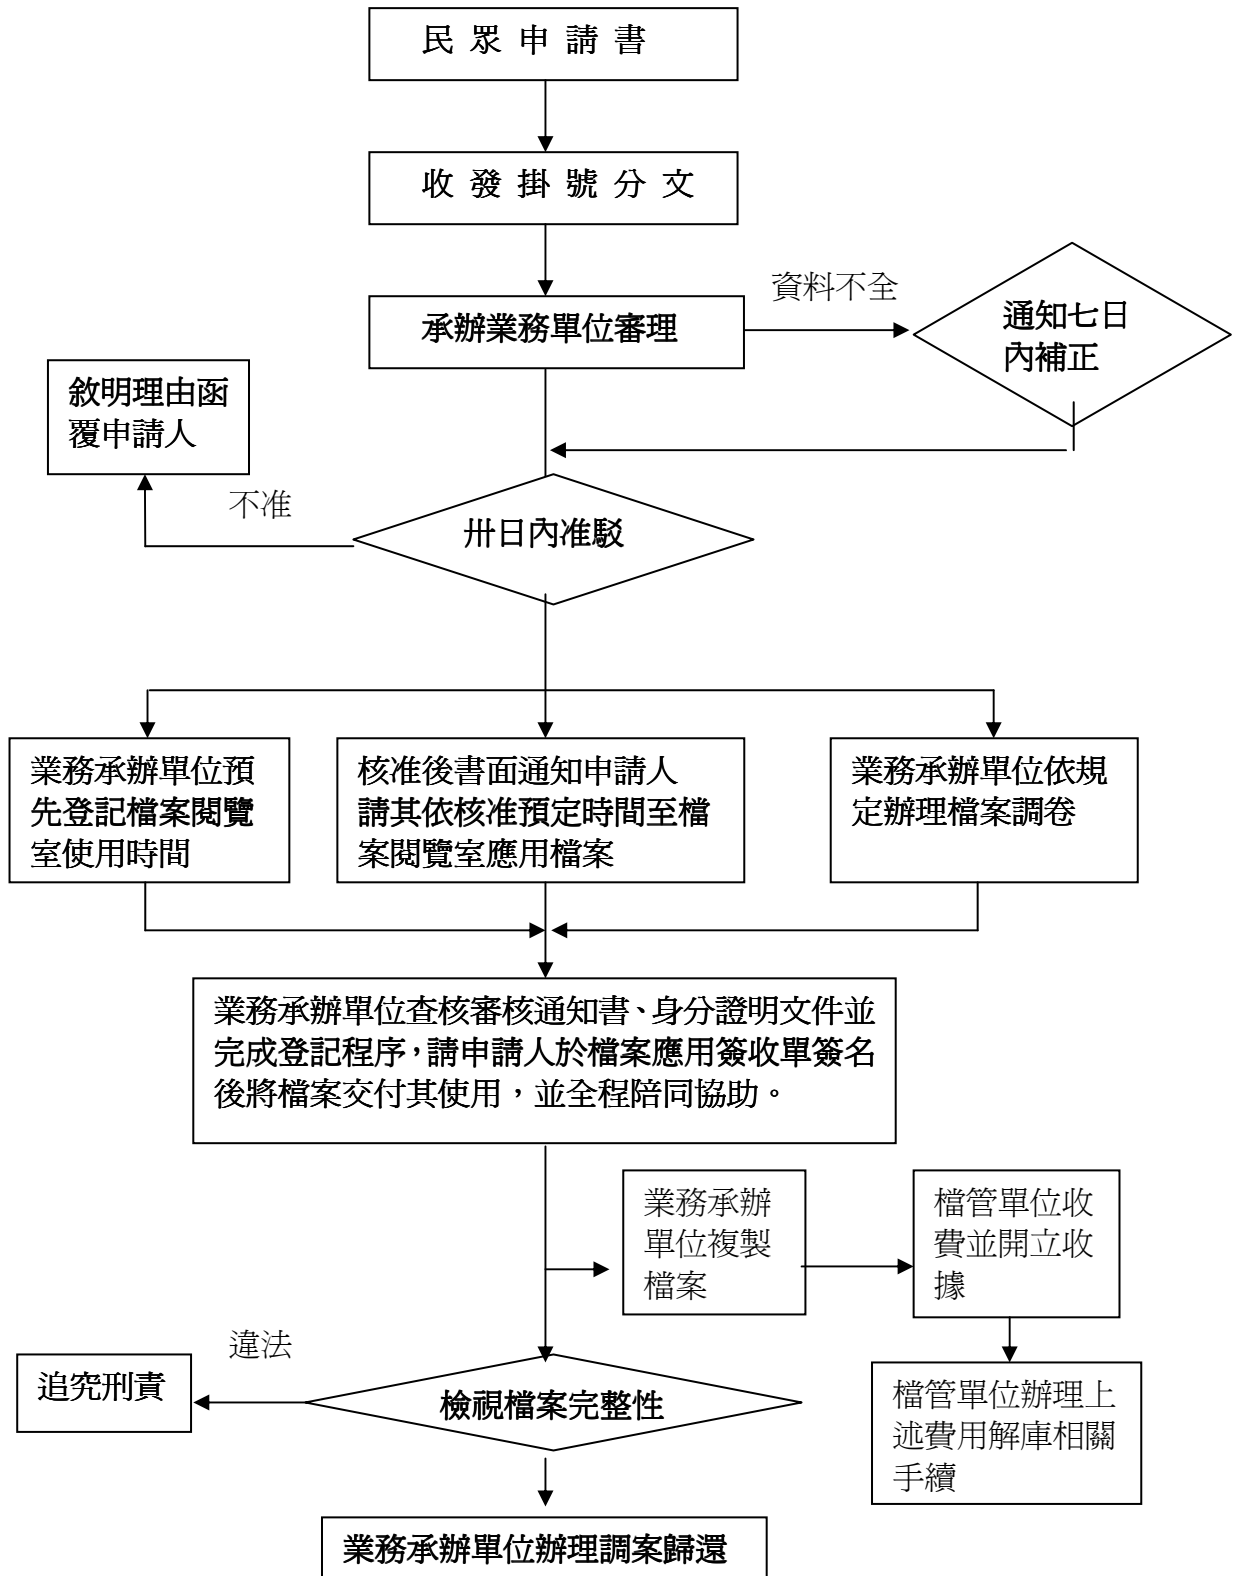 民 眾 申 請 書
收 發 掛 號 分 文
資料不全
承辦業務單位審理
通知七日
內補正
敘明理由函
覆申請人
不准
卅日內准駁
業務承辦單位預
先登記檔案閱覽
室使用時間
核准後書面通知申請人
請其依核准預定時間至檔
案閱覽室應用檔案
業務承辦單位依規
定辦理檔案調卷
業務承辦單位查核審核通知書、身分證明文件並
完成登記程序，請申請人於檔案應用簽收單簽名
後將檔案交付其使用，並全程陪同協助。
業務承辦
單位複製
檔案
檔管單位收
費並開立收
據
違法
追究刑責
檢視檔案完整性
檔管單位辦理上
述費用解庫相關
手續
業務承辦單位辦理調案歸還